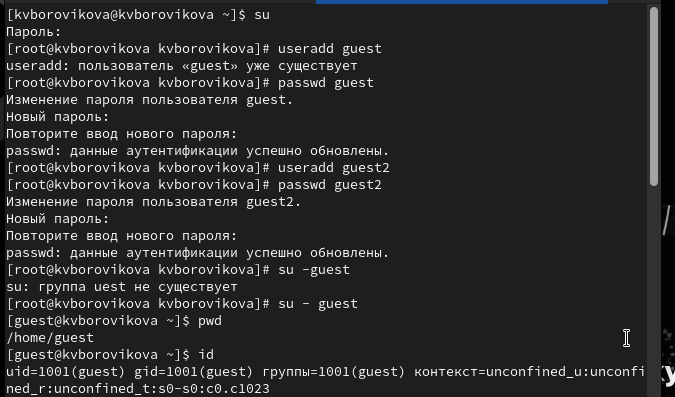 [kvborovikova@kvborovikova ~]$ su
Пароль:
[root@kvborovikova kvborovikova]# useradd guest
useradd: пользователь «guest» уже существует
[root@kvborovikova kvborovikova]# passwd guest
Изменение пароля пользователя guest.
Новый пароль:
Повторите ввод нового пароля:
passwd: данные аутентификации успешно обновлены.
[root@kvborovikova kvborovikova]# useradd guest2
[root@kvborovikova kvborovikova]# passwd guest2
Изменение пароля пользователя guest2.
Новый пароль:
Повторите ввод нового пароля:
passwd: данные аутентификации успешно обновлены.
[root@kvborovikova kvborovikova]# su -guest
su: группа uest не существует
[root@kvborovikova kvborovikova]# su - guest
[guest@kvborovikova ~]$ pwd
/home/guest
[guest@kvborovikova ~]$ id
uid=1001(guest) gid=1001(guest) группы=1001(guest) контекст=unconfined_u:unconfi
ned_r:unconfined_t:s0-s0:c0.c1023